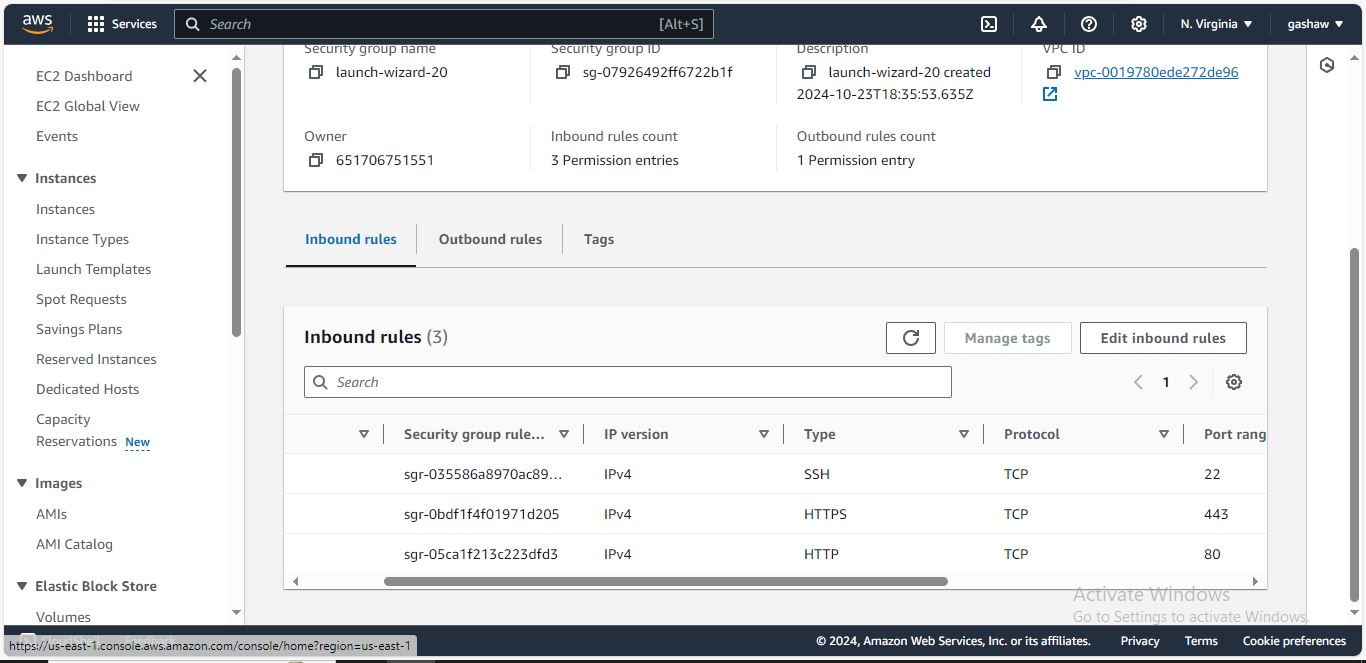 aws
Services
Search
[Alt+S]
N. Virginia
gashaw
EC2 Dashboard
EC2 Global View
Events
Instances
Instances
Instance Types
Launch Templates
Spot Requests
Savings Plans
Reserved Instances
Dedicated Hosts
Capacity
Reservations New
Images
AMIs
AMI Catalog
Elastic Block Store
Volumes
Security group name
launch-wizard-20
Security group ID
sg-07926492ff6722b1f
Description
launch-wizard-20 created
2024-10-23T18:35:53.635Z
VPC ID
vpc-0019780ede272de96
Owner
651706751551
Inbound rules count
3 Permission entries
Outbound rules count
1 Permission entry
Inbound rules
Outbound rules
Tags
Inbound rules (3)
Manage tags
Edit inbound rules
Search
1
Security group rule... IP version Type Protocol Port rang
sgr-035586a8970ac89... IPv4 SSH TCP 22
sgr-0bdf1f4f01971d205 IPv4 HTTPS TCP 443
sgr-05ca1f213c223dfd3 IPv4 HTTP TCP 80
Activate Windows
Go to Settings to activate Windows.
CloudShell Feedback
https://us-east-1.console.aws.amazon.com/console/home?region=us-east-1
© 2024, Amazon Web Services, Inc. or its affiliates.
Privacy
Terms
Cookie preferences